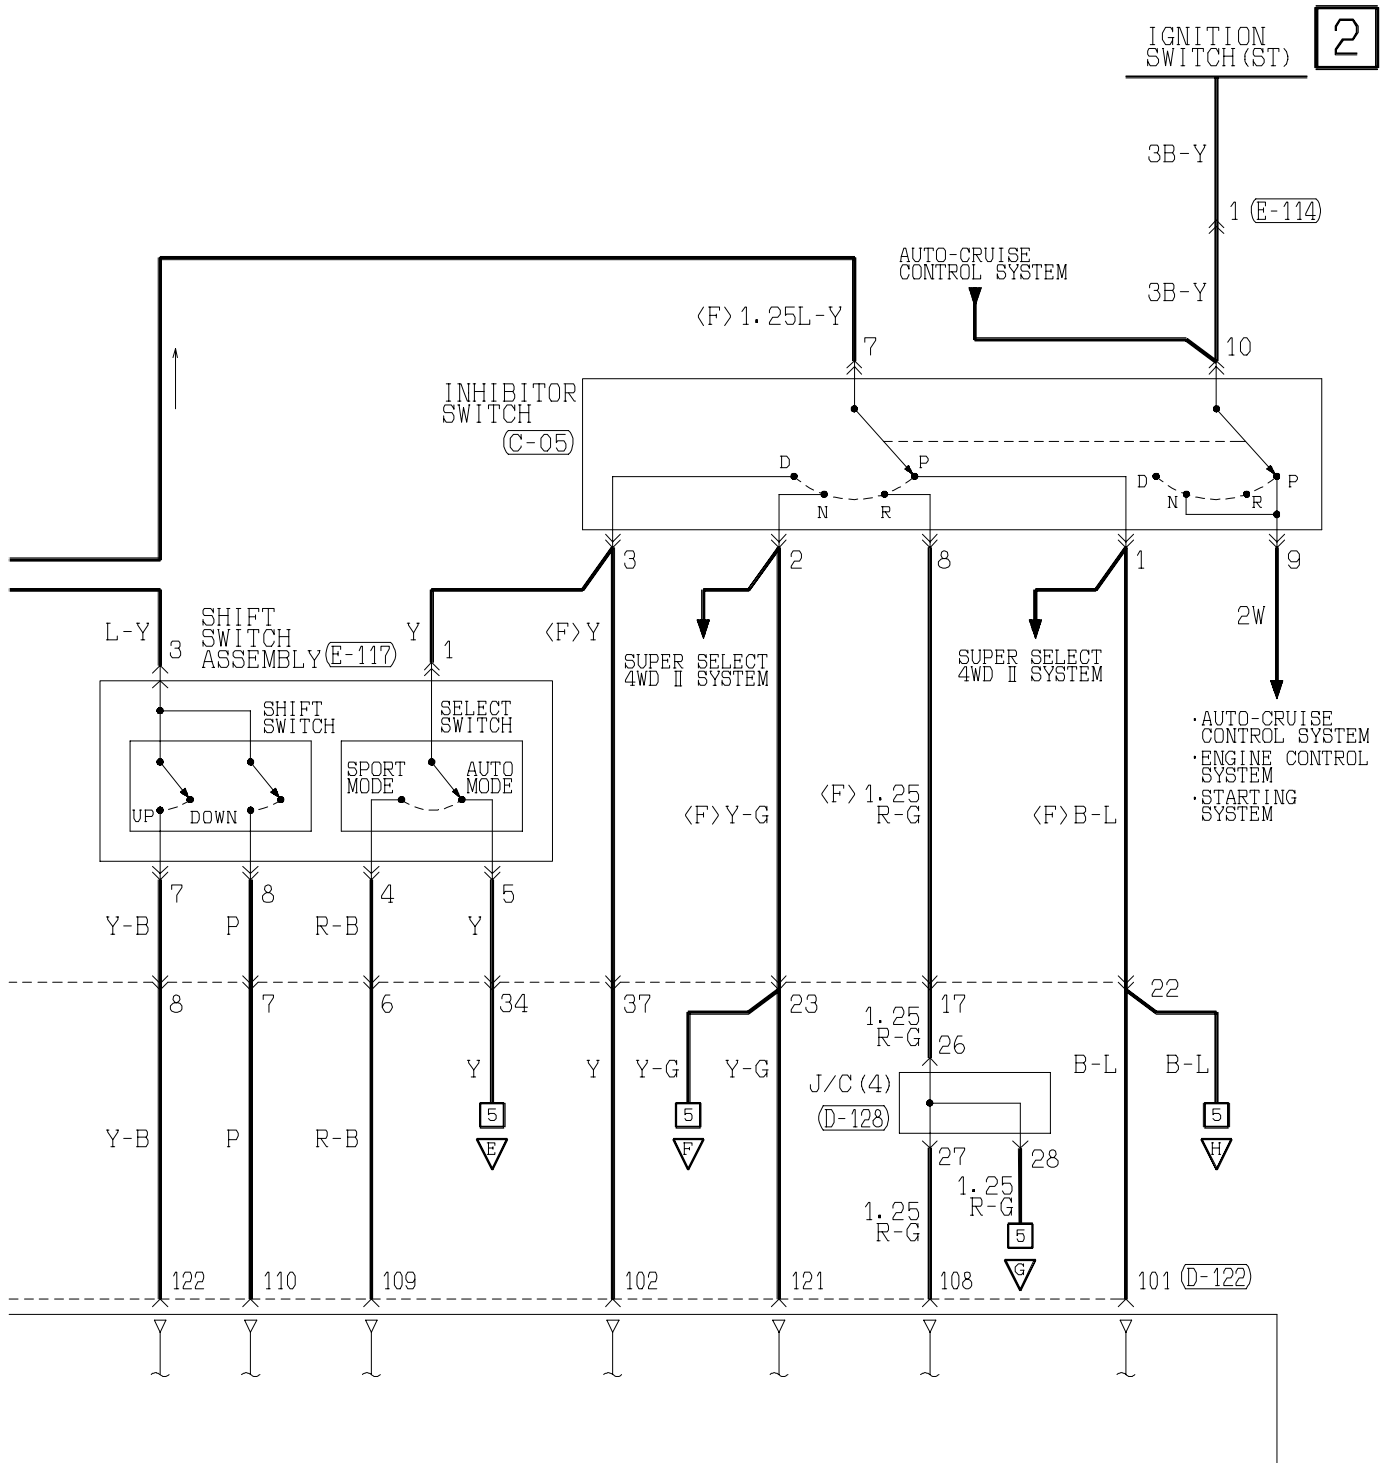 IGNITION
SWITCH(ST)
2
3B-Y
1 (E-114)
AUTO-CRUISE
CONTROL SYSTEM
3B-Y
<F>1.25L-Y
7
10
INHIBITOR
SWITCH
C-05
D
P
N
R
D
P
N
R
3
2
8
1
9
L-Y
3
SHIFT
SWITCH
ASSEMBLY
E-117
Y
1
<F>Y
SUPER SELECT
4WD Ⅱ SYSTEM
SUPER SELECT
4WD Ⅱ SYSTEM
2W
·AUTO-CRUISE
CONTROL SYSTEM
·ENGINE CONTROL
SYSTEM
·STARTING
SYSTEM
SHIFT
SWITCH
SELECT
SWITCH
SPORT
MODE
AUTO
MODE
UP
DOWN
<F>Y-G
<F>1.25
R-G
<F>B-L
7
8
4
5
Y-B
P
R-B
Y
8
7
6
34
37
23
17
22
1.25
R-G
26
Y
Y
Y-G
Y-G
B-L
B-L
J/C(4)
D-128
5
E
5
F
5
H
Y-B
P
R-B
27
28
1.25
R-G
1.25
R-G
5
G
122
110
109
102
121
108
101
D-122